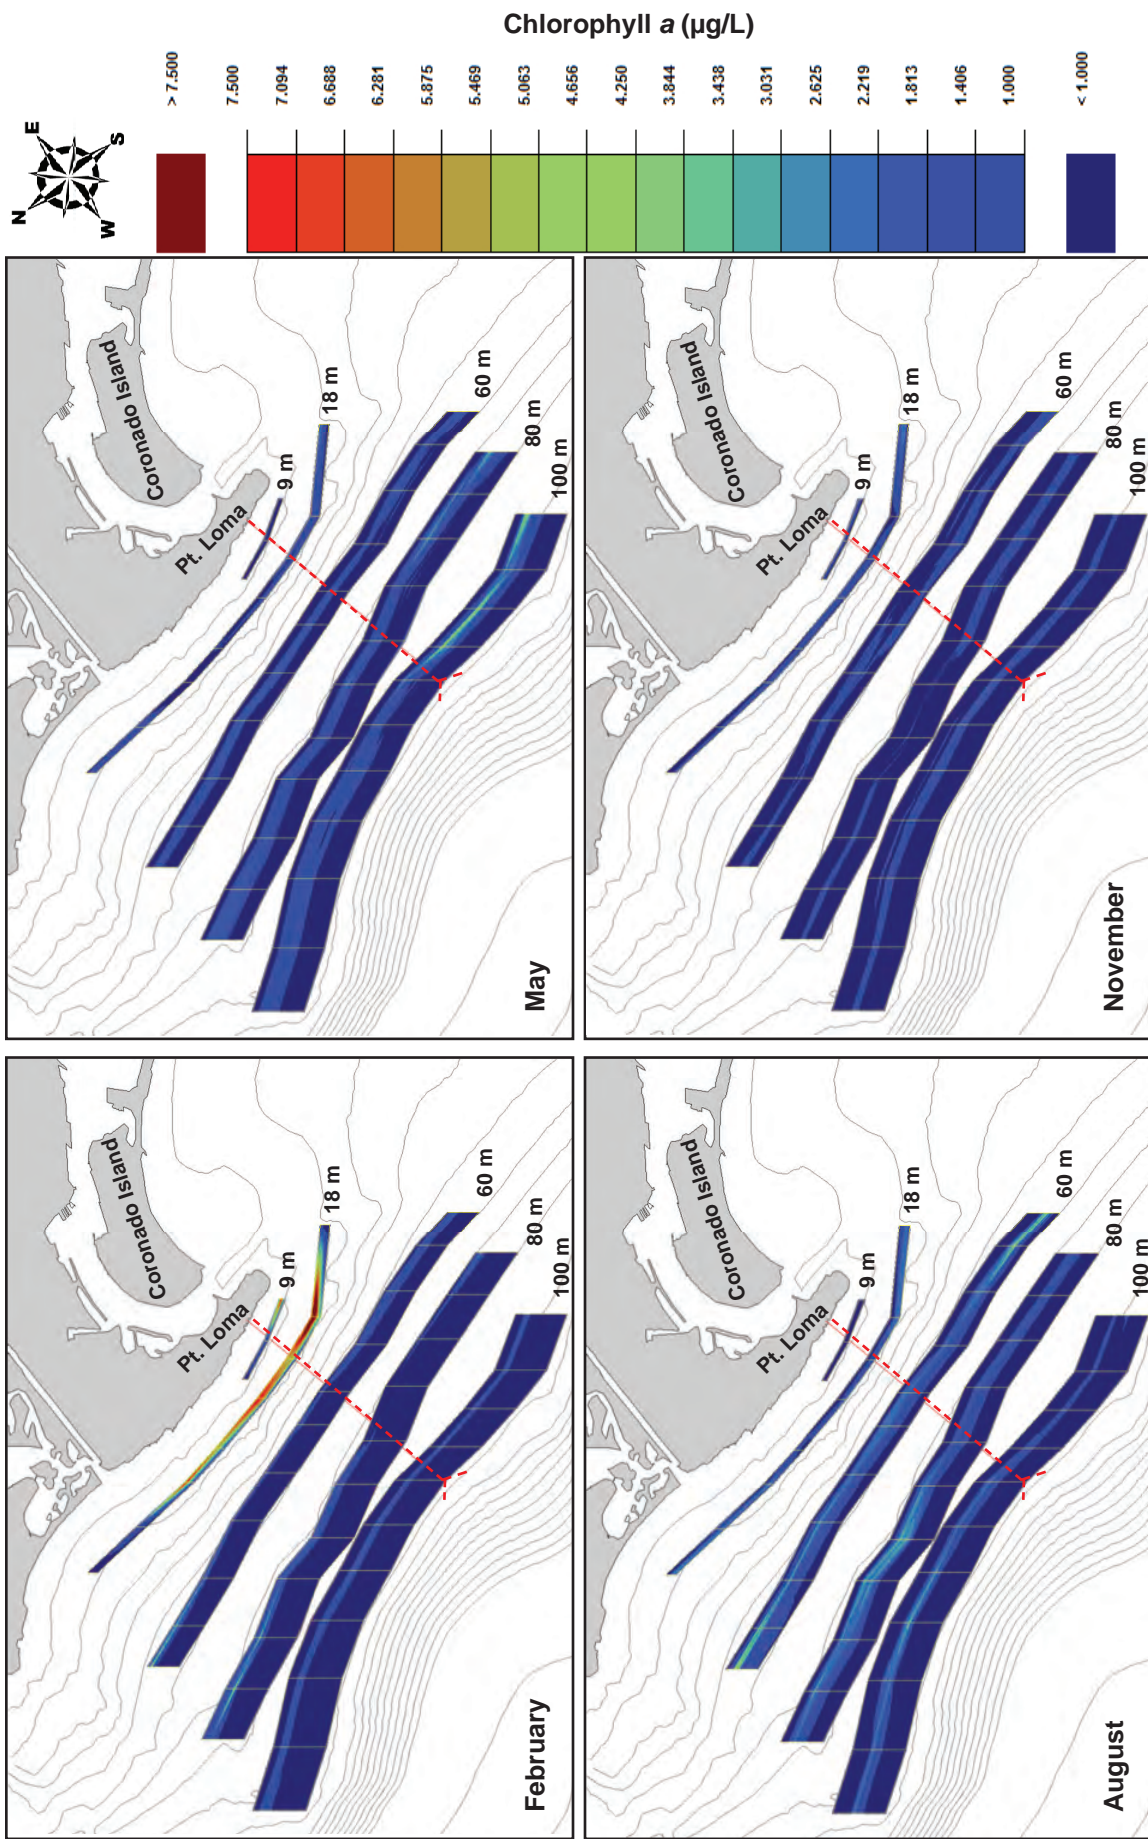 Chlorophyll a (µg/L)
> 7.500
7.500
7.094
6.688
6.281
5.875
5.469
5.063
4.656
4.250
3.844
3.438
3.031
2.625
2.219
1.813
1.406
1.000
< 1.000
N
E
S
W
February
Pt. Loma
Coronado Island
9 m
18 m
60 m
80 m
100 m
May
Pt. Loma
Coronado Island
9 m
18 m
60 m
80 m
100 m
August
Pt. Loma
Coronado Island
9 m
18 m
60 m
80 m
100 m
November
Pt. Loma
Coronado Island
9 m
18 m
60 m
80 m
100 m